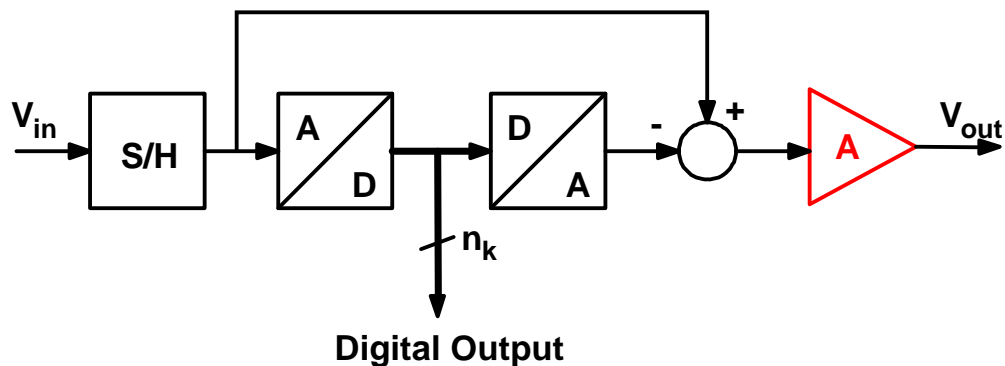 V_in
S/H
A
D
D
A
-
+
A
V_out
n_k
Digital Output